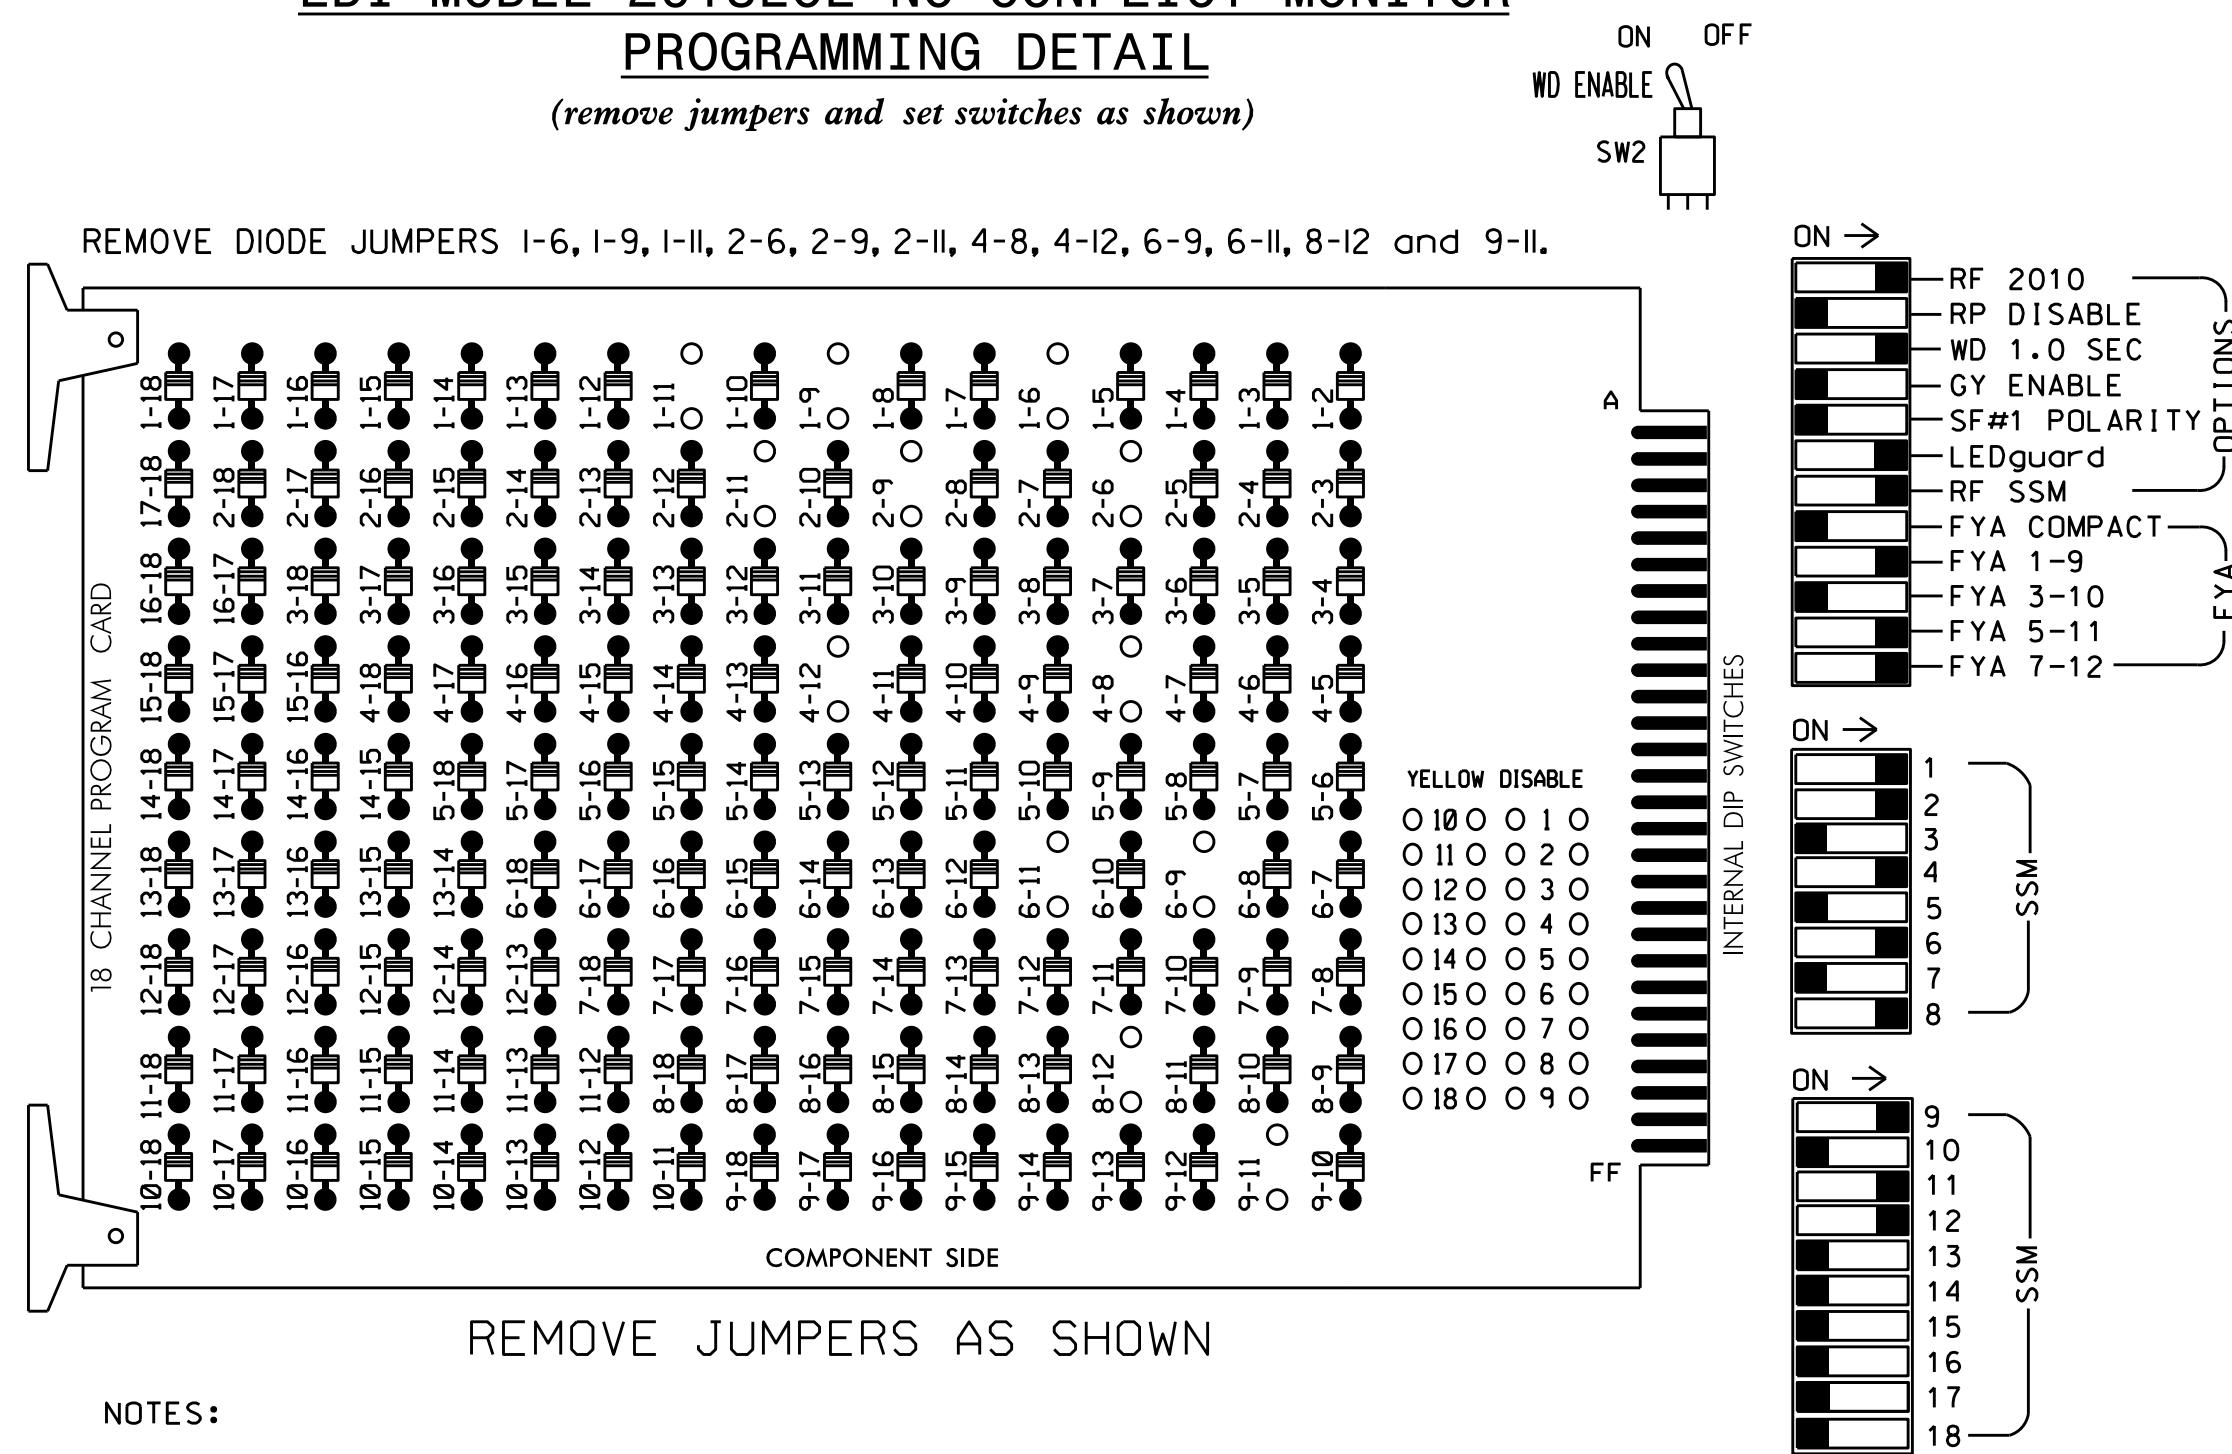 PROGRAMMING DETAIL
(remove jumpers and set switches as shown)
ON OFF
WD ENABLE
SW2
REMOVE DIODE JUMPERS 1-6, 1-9, 1-11, 2-6, 2-9, 2-11, 4-8, 4-12, 6-9, 6-11, 8-12 and 9-11.
18 CHANNEL PROGRAM CARD
1-18 1-17 1-16 1-15 1-14 1-13 1-12 1-11 1-10 1-9 1-8 1-7 1-6 1-5 1-4 1-3 1-2
17-18 2-18 2-17 2-16 2-15 2-14 2-13 2-12 2-11 2-10 2-9 2-8 2-7 2-6 2-5 2-4 2-3
16-18 16-17 3-18 3-17 3-16 3-15 3-14 3-13 3-12 3-11 3-10 3-9 3-8 3-7 3-6 3-5 3-4
15-18 15-17 15-16 4-18 4-17 4-16 4-15 4-14 4-13 4-12 4-11 4-10 4-9 4-8 4-7 4-6 4-5
14-18 14-17 14-16 14-15 5-18 5-17 5-16 5-15 5-14 5-13 5-12 5-11 5-10 5-9 5-8 5-7 5-6
13-18 13-17 13-16 13-15 13-14 6-18 6-17 6-16 6-15 6-14 6-13 6-12 6-11 6-10 6-9 6-8 6-7
12-18 12-17 12-16 12-15 12-14 12-13 7-18 7-17 7-16 7-15 7-14 7-13 7-12 7-11 7-10 7-9 7-8
11-18 11-17 11-16 11-15 11-14 11-13 11-12 8-18 8-17 8-16 8-15 8-14 8-13 8-12 8-11 8-10 8-9
10-18 10-17 10-16 10-15 10-14 10-13 10-12 10-11 9-18 9-17 9-16 9-15 9-14 9-13 9-12 9-11 9-10
YELLOW DISABLE
10 1
11 2
12 3
13 4
14 5
15 6
16 7
17 8
18 9
A
FF
COMPONENT SIDE
REMOVE JUMPERS AS SHOWN
NOTES:
INTERNAL DIP SWITCHES
ON
RF 2010
RP DISABLE
WD 1.0 SEC
GY ENABLE
SF#1 POLARITY
LEDguard
RF SSM
OPTIONS
FYA COMPACT
FYA 1-9
FYA 3-10
FYA 5-11
FYA 7-12
FYA
ON
1
2
3
4
5
6
7
8
SSM
ON
9
10
11
12
13
14
15
16
17
18
SSM